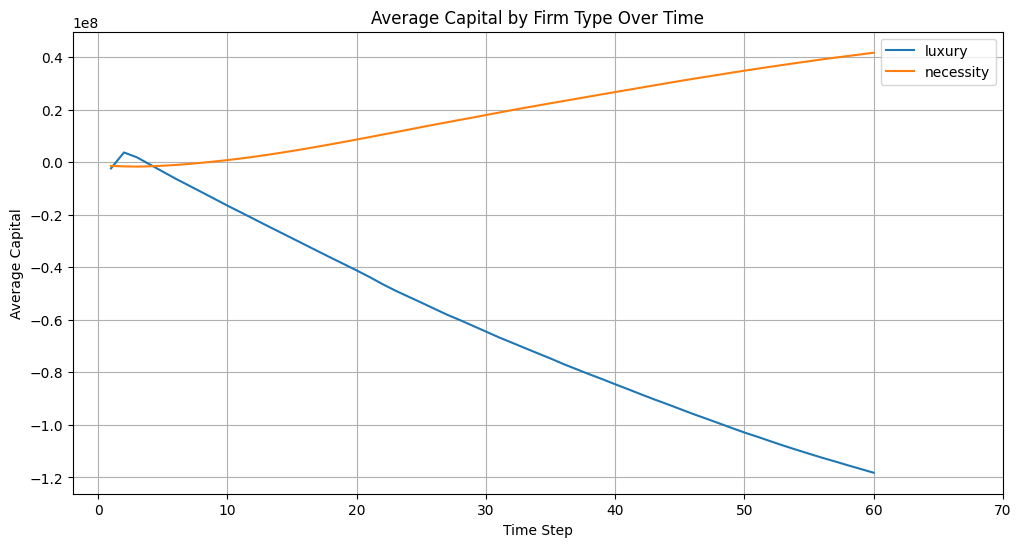 Average Capital by Firm Type Over Time
1e8
luxury
necessity
0.4
0.2
0.0
−0.2
−0.4
−0.6
−0.8
−1.0
−1.2
Average Capital
0 10 20 30 40 50 60 70
Time Step